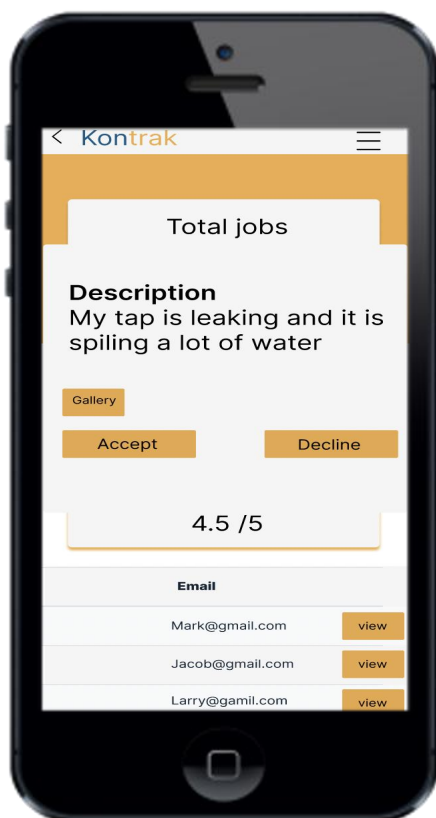 < Kontrak
Total jobs
Description
My tap is leaking and it is
spiling a lot of water
Gallery
Accept
Decline
4.5 /5
Email
Mark@gmail.com view
Jacob@gmail.com view
Larry@gamil.com view